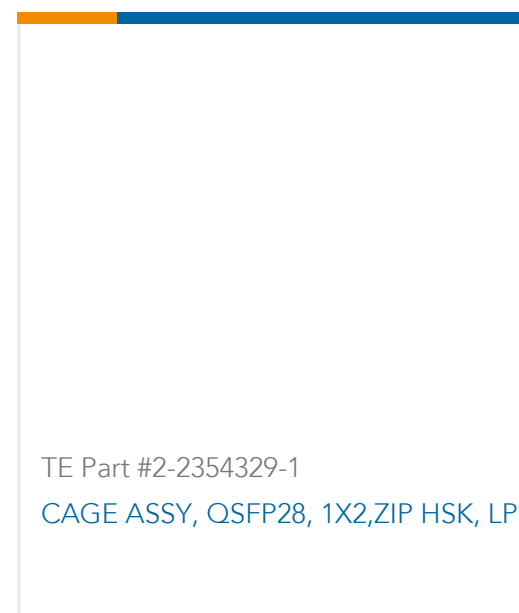 TE Part #2-2354329-1
CAGE ASSY, QSFP28, 1X2,ZIP HSK, LP